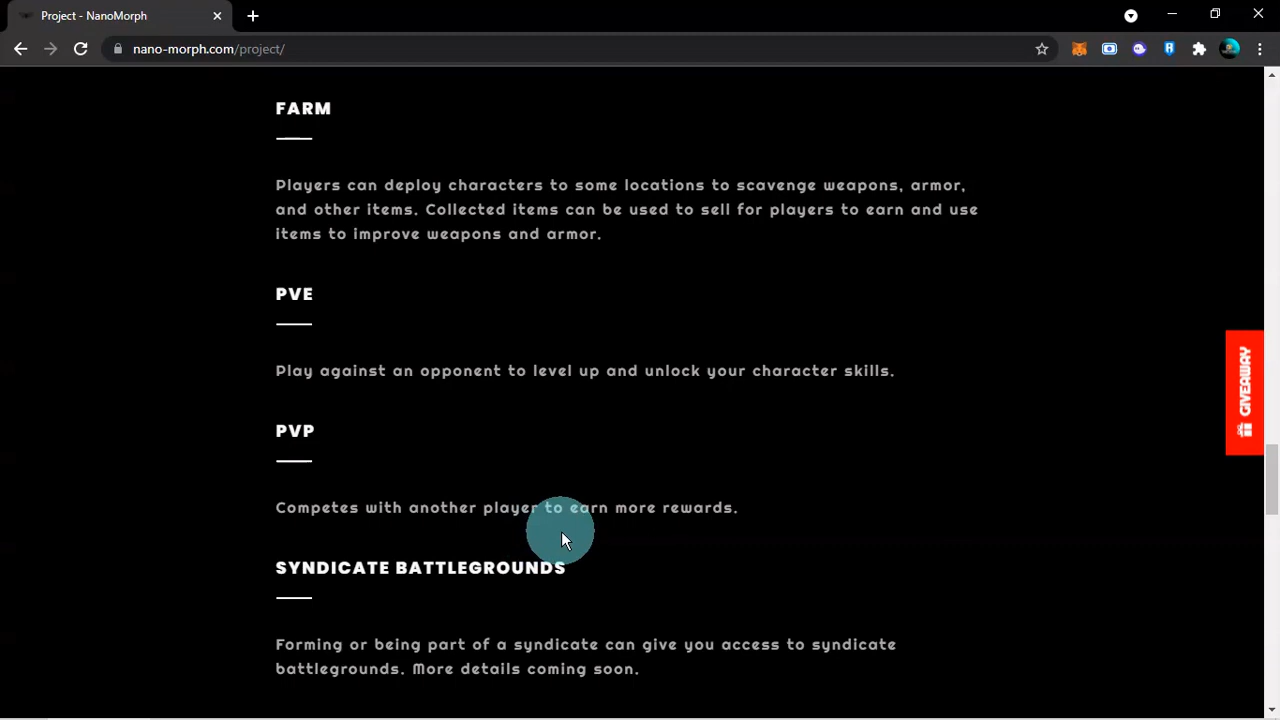 Project - NanoMorph
nano-morph.com/project/
FARM
Players can deploy characters to some locations to scavenge weapons, armor,
and other items. Collected items can be used to sell for players to earn and use
items to improve weapons and armor.
PVE
Play against an opponent to level up and unlock your character skills.
GIVEAWAY
PVP
Competes with another player to earn more rewards.
SYNDICATE BATTLEGROUNDS
Forming or being part of a syndicate can give you access to syndicate
battlegrounds. More details coming soon.